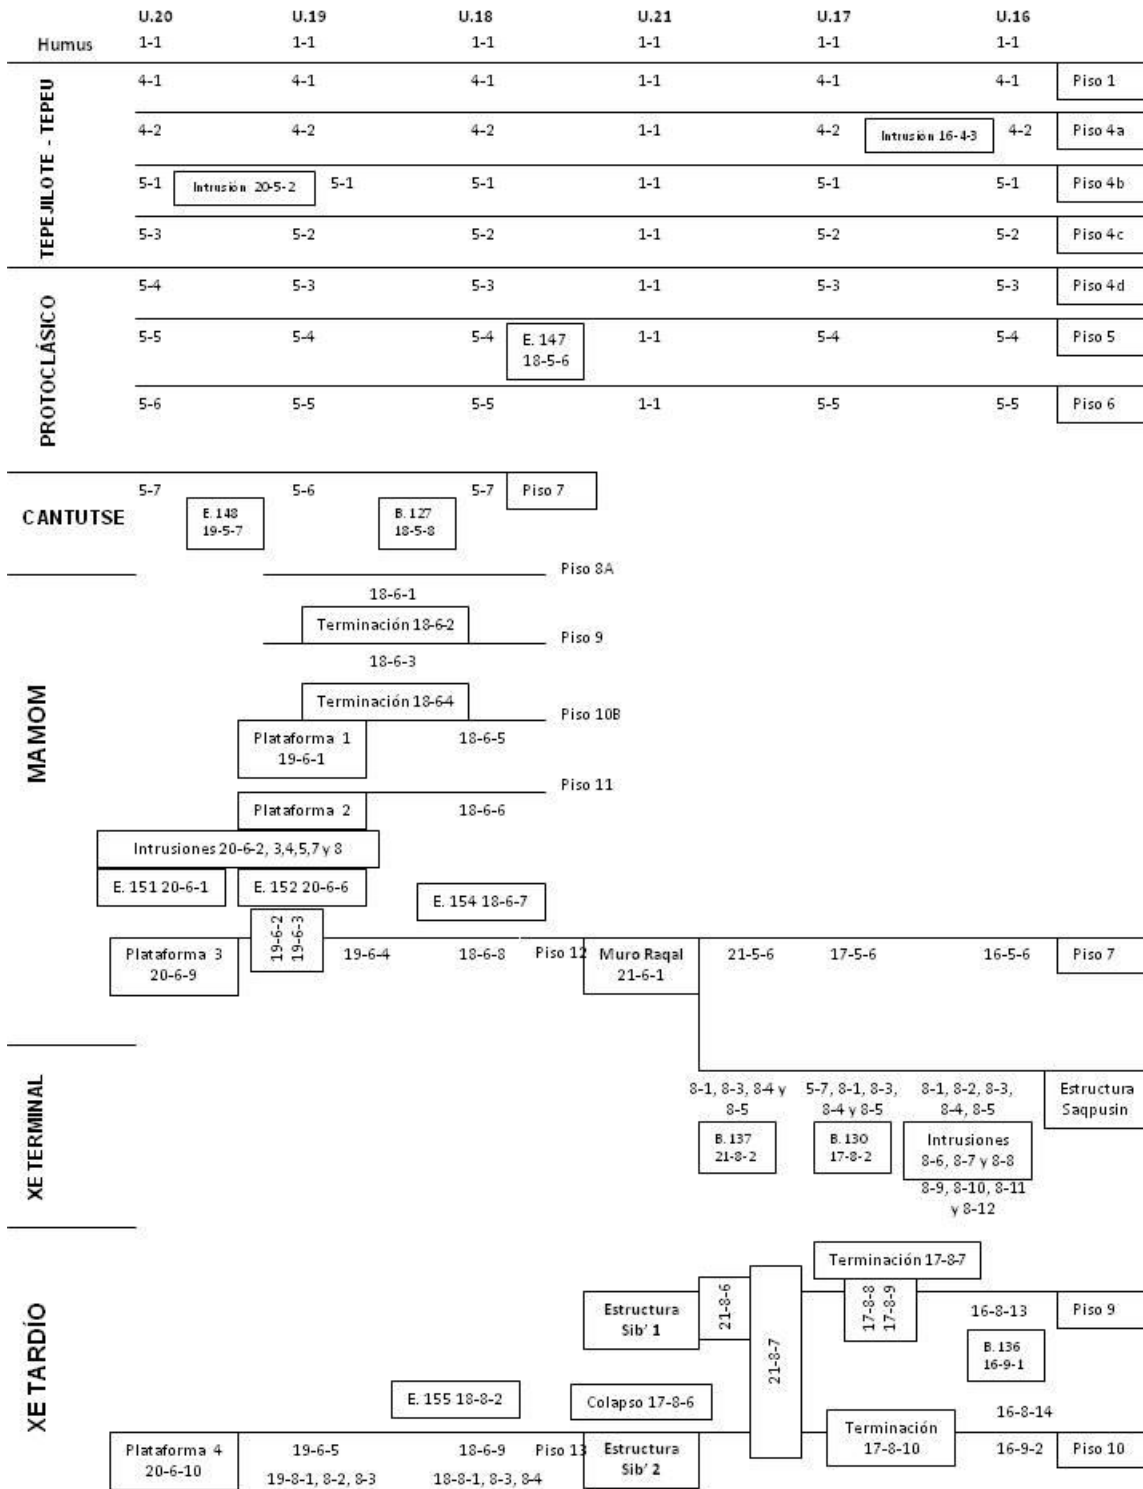 U.20 U.19 U.18 U.21 U.17 U.16
Humus 1-1 1-1 1-1 1-1 1-1 1-1
TEPEJILOTE - TEPEU
4-1 4-1 4-1 1-1 4-1 4-1 Piso 1
4-2 4-2 4-2 1-1 4-2 Intrusión 16-4-3 4-2 Piso 4a
5-1 Intrusión 20-5-2 5-1 5-1 1-1 5-1 5-1 Piso 4b
5-3 5-2 5-2 1-1 5-2 5-2 Piso 4c
PROTOCLÁSICO
5-4 5-3 5-3 1-1 5-3 5-3 Piso 4d
5-5 5-4 5-4 E. 147 1-1 5-4 5-4 Piso 5
18-5-6
5-6 5-5 5-5 1-1 5-5 5-5 Piso 6
CANTUTSE
5-7 5-6 5-7 Piso 7
E. 148 B. 127
19-5-7 18-5-8
MAMOM
Piso 8A
18-6-1
Terminación 18-6-2
Piso 9
18-6-3
Terminación 18-6-4
Piso 10B
Plataforma 1 18-6-5
19-6-1
Piso 11
Plataforma 2 18-6-6
Intrusiones 20-6-2, 3,4,5,7 y 8
E. 151 20-6-1 E. 152 20-6-6 E. 154 18-6-7
19-6-2
19-6-3
Plataforma 3 19-6-4 18-6-8 Piso 12 Muro Raqal 21-5-6 17-5-6 16-5-6 Piso 7
20-6-9 21-6-1
XE TERMINAL
8-1, 8-3, 8-4 y 5-7, 8-1, 8-3, 8-1, 8-2, 8-3, Estructura
8-5 8-4 y 8-5 8-4, 8-5 Saqpusin
B. 137 B. 130 Intrusiones
21-8-2 17-8-2 8-6, 8-7 y 8-8
8-9, 8-10, 8-11
y 8-12
XE TARDÍO
Terminación 17-8-7
Estructura 21-8-6 17-8-8 16-8-13 Piso 9
Sib' 1 17-8-9
21-8-7
B. 136
16-9-1
E. 155 18-8-2 Colapso 17-8-6
16-8-14
Plataforma 4 19-6-5 18-6-9 Piso 13 Estructura Terminación 16-9-2 Piso 10
20-6-10 19-8-1, 8-2, 8-3 18-8-1, 8-3, 8-4 Sib' 2 17-8-10